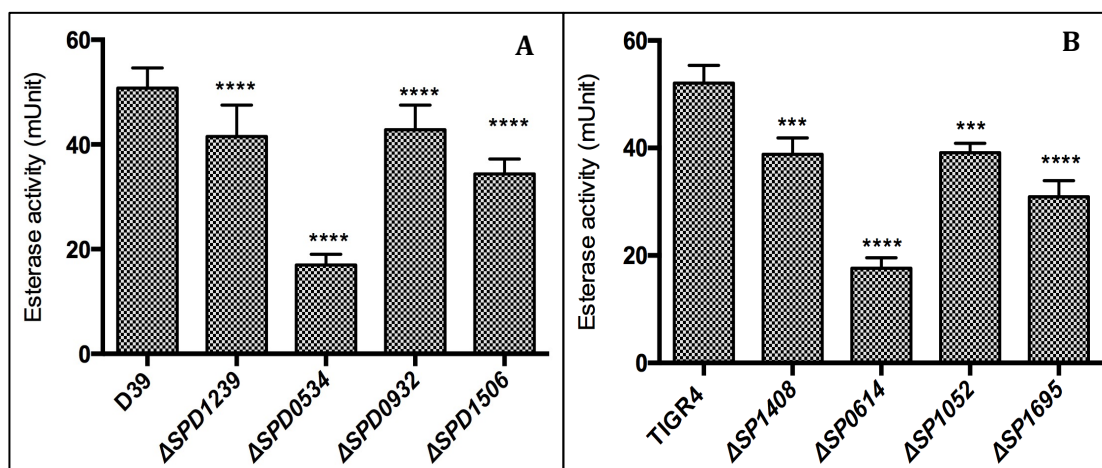 A
Esterase activity (mUnit)
60
40
20
0
****
****
****
****
D39
ΔSPD1239
ΔSPD0534
ΔSPD0932
ΔSPD1506
B
Esterase activity (mUnit)
60
40
20
0
***
****
***
****
TIGR4
ΔSP1408
ΔSP0614
ΔSP1052
ΔSP1695